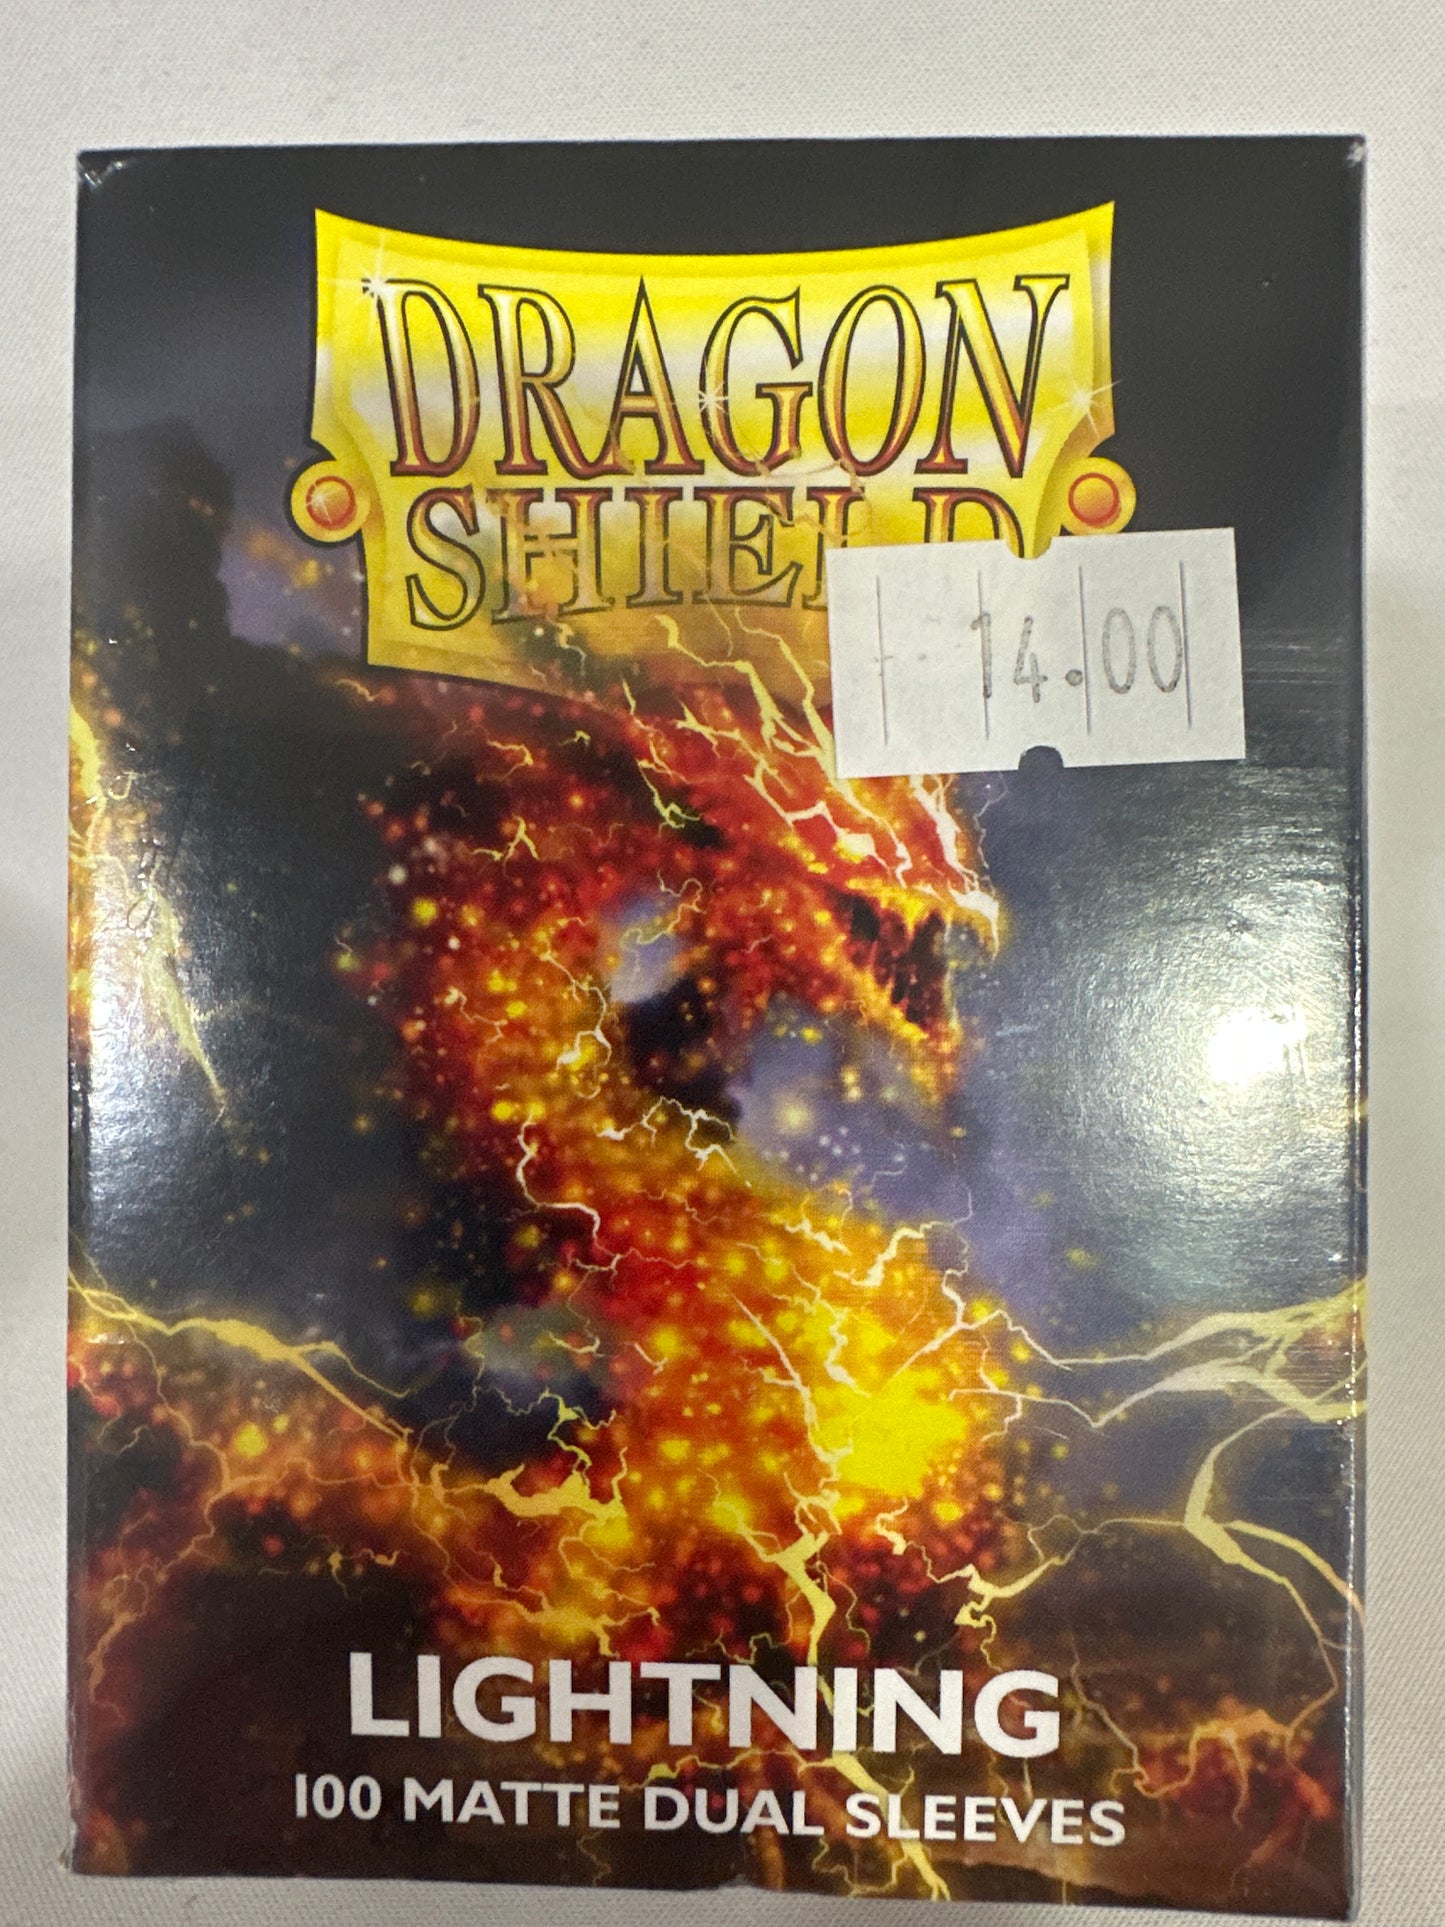 DRAGON
SHIELD
14.00
LIGHTNING
100 MATTE DUAL SLEEVES